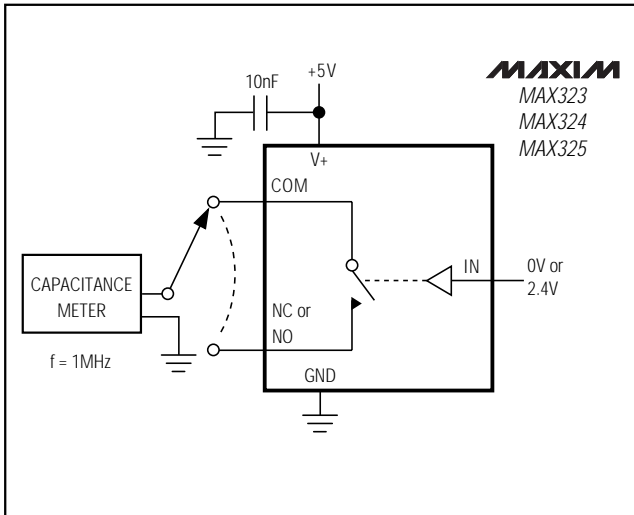 MAXIM
MAX323
MAX324
MAX325
+5V
10nF
V+
COM
IN
0V or
2.4V
CAPACITANCE
METER
NC or
NO
f = 1MHz
GND